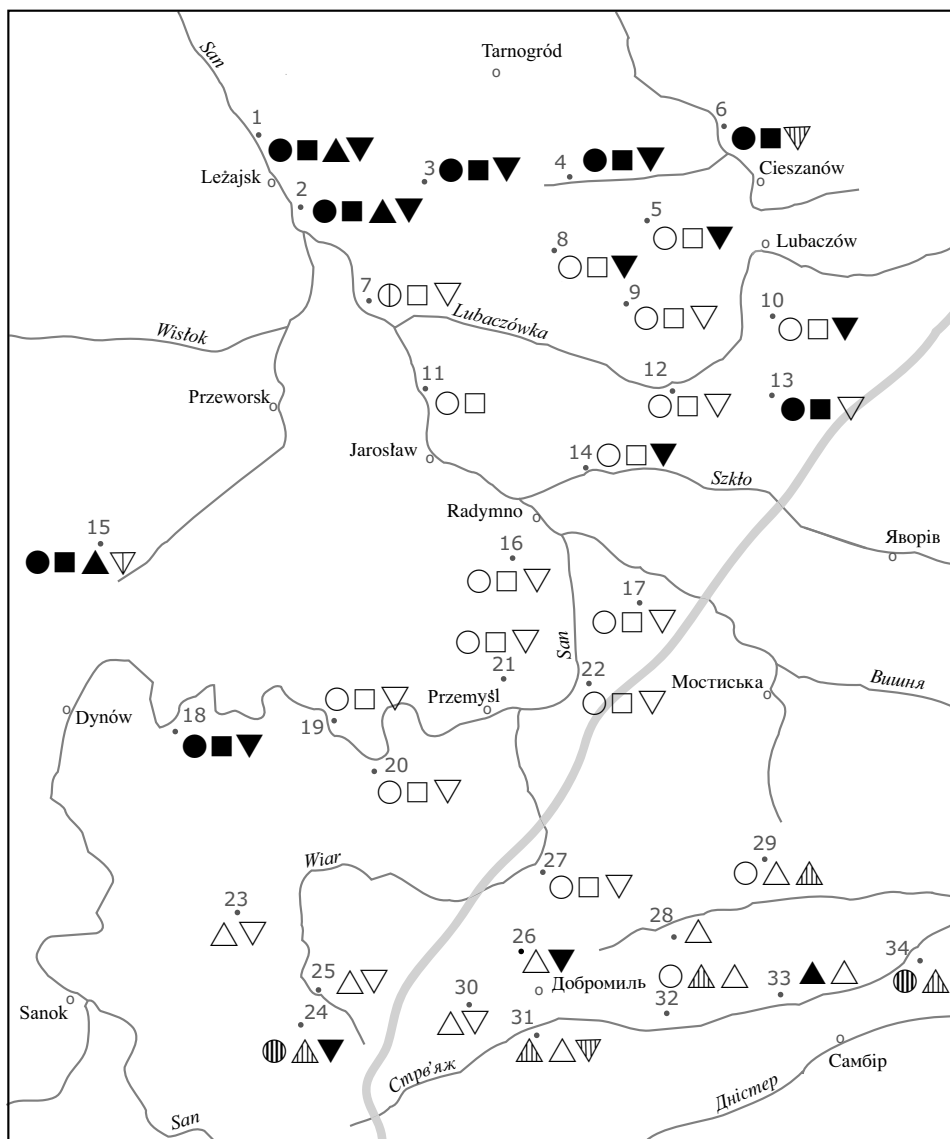 San
Tarnogród
1
6
3
4
Leżajsk
Cieszanów
2
5
8
Lubaczów
7
9
10
Lubaczówka
Wisłok
11
12
13
Przeworsk
Jarosław
14
Szkło
Radymno
15
16
Яворів
17
San
21
22
Мостиська
Вишня
Dynów
18
19
Przemyśl
20
29
Wiar
27
23
28
26
34
25
Добромиль
33
Sanok
24
30
31
32
Стрв'яж
Самбір
San
Дністер